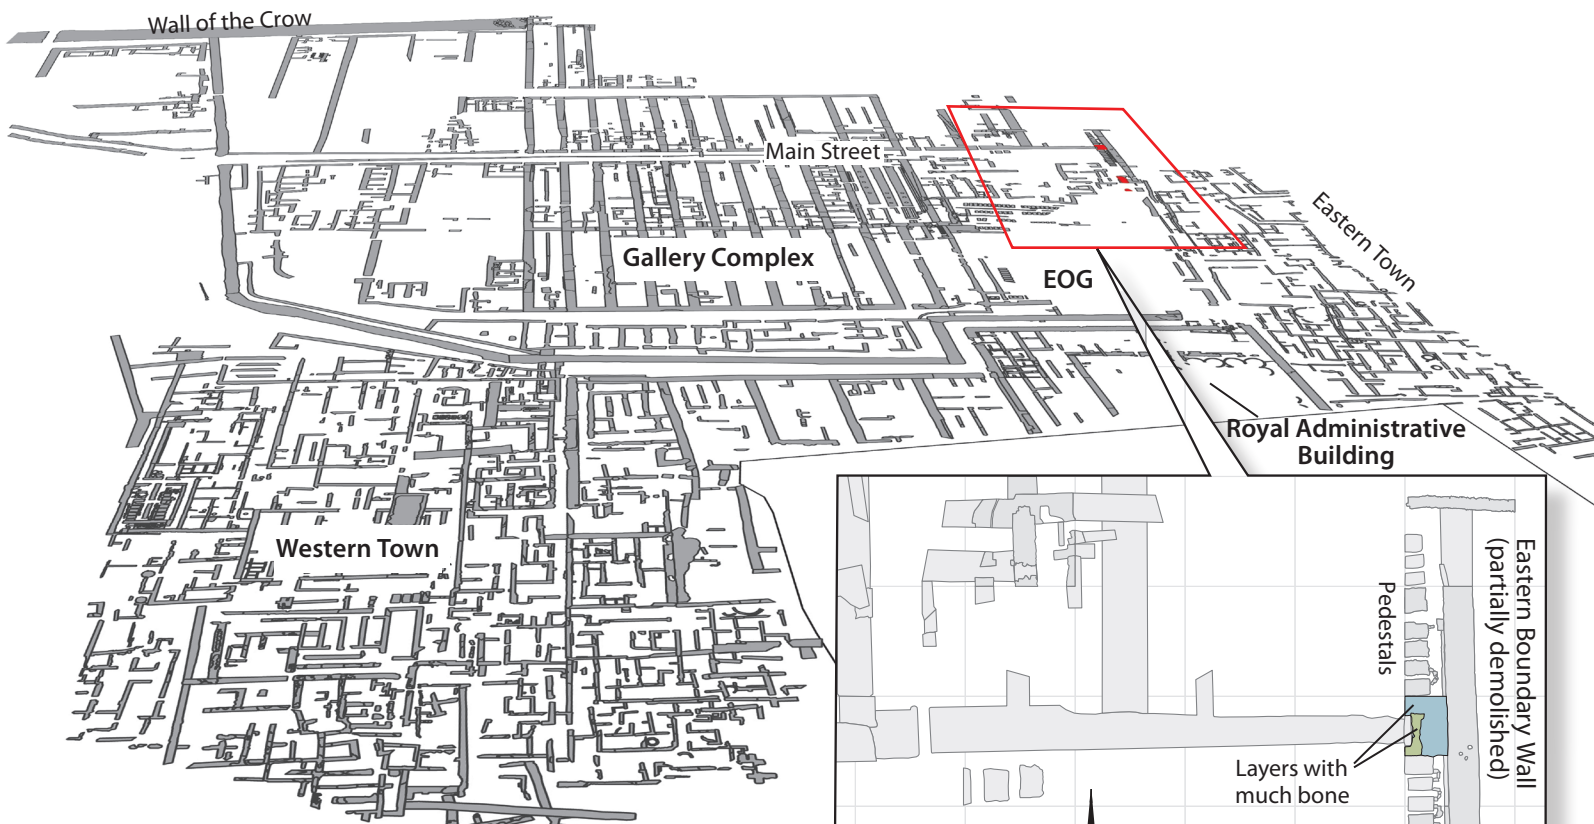 Wall of the Crow
Main Street
Eastern Town
Gallery Complex
EOG
Royal Administrative
Building
Western Town
Eastern Boundary Wall
(partially demolished)
Pedestals
Layers with
much bone